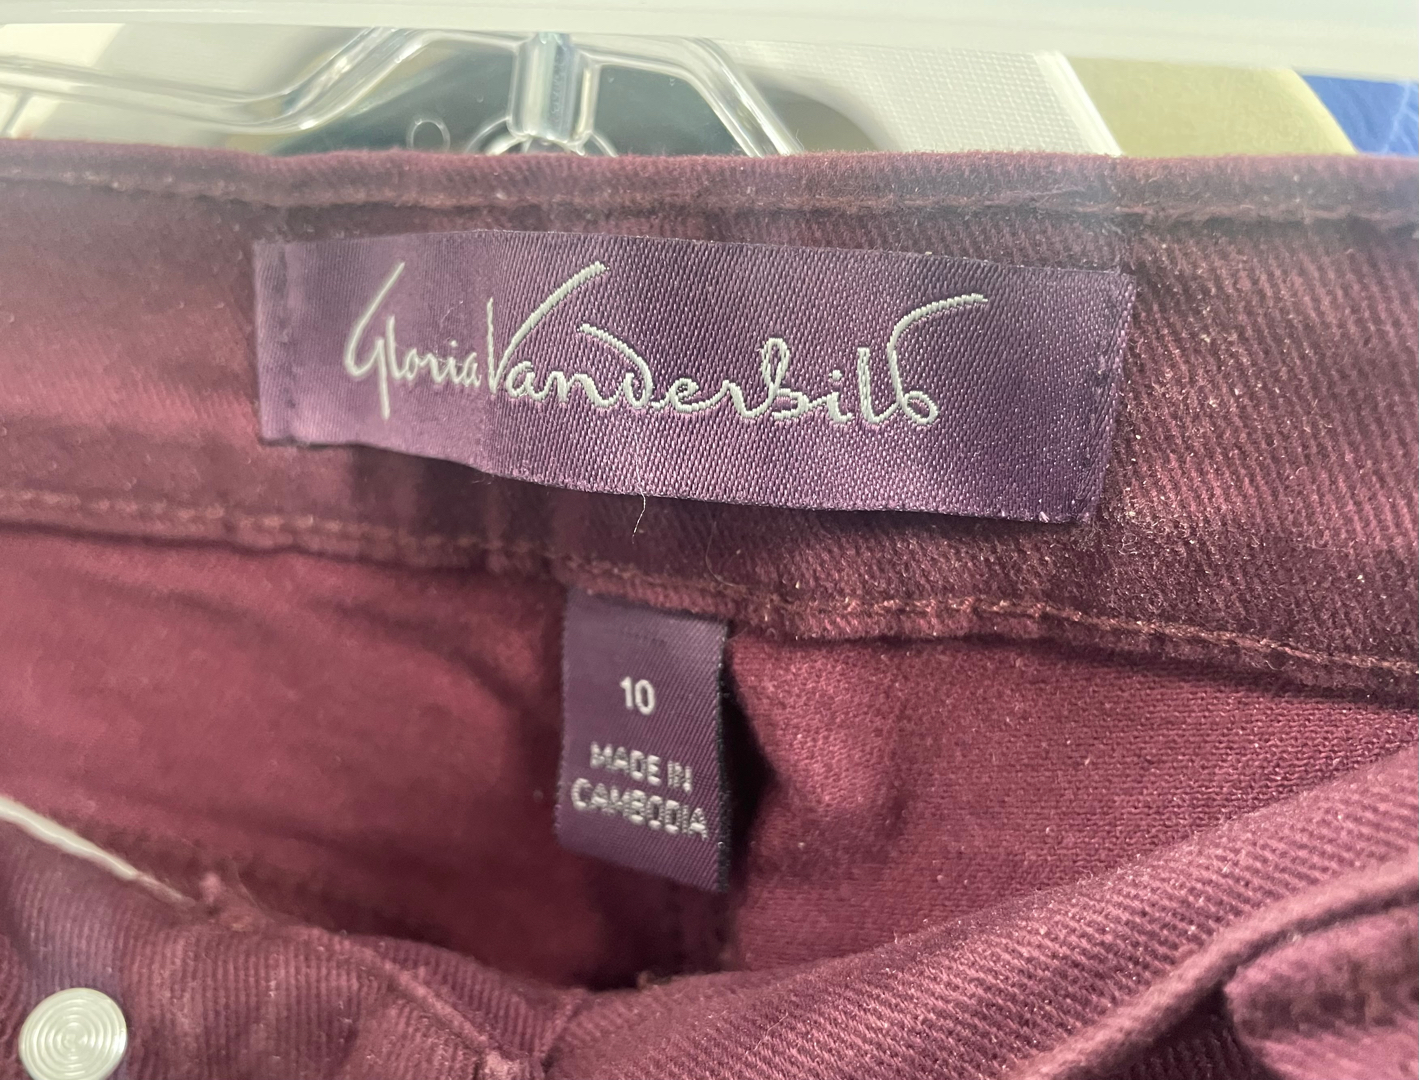 Gloria Vanderbilt
10
MADE IN
CAMBODIA